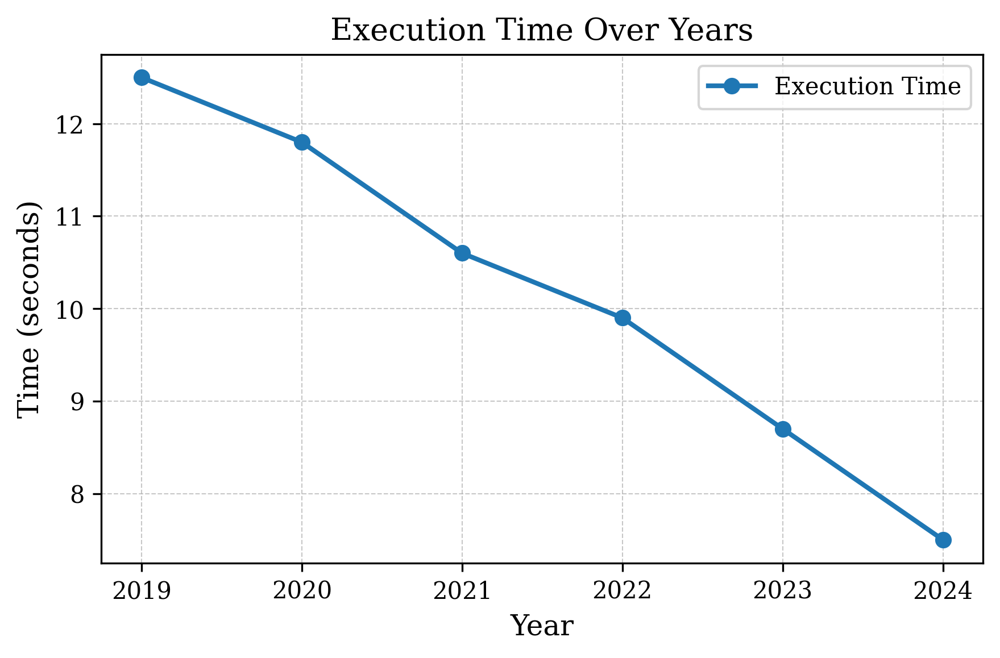 Execution Time Over Years
Execution Time
Time (seconds)
12
11
10
9
8
2019 2020 2021 2022 2023 2024
Year